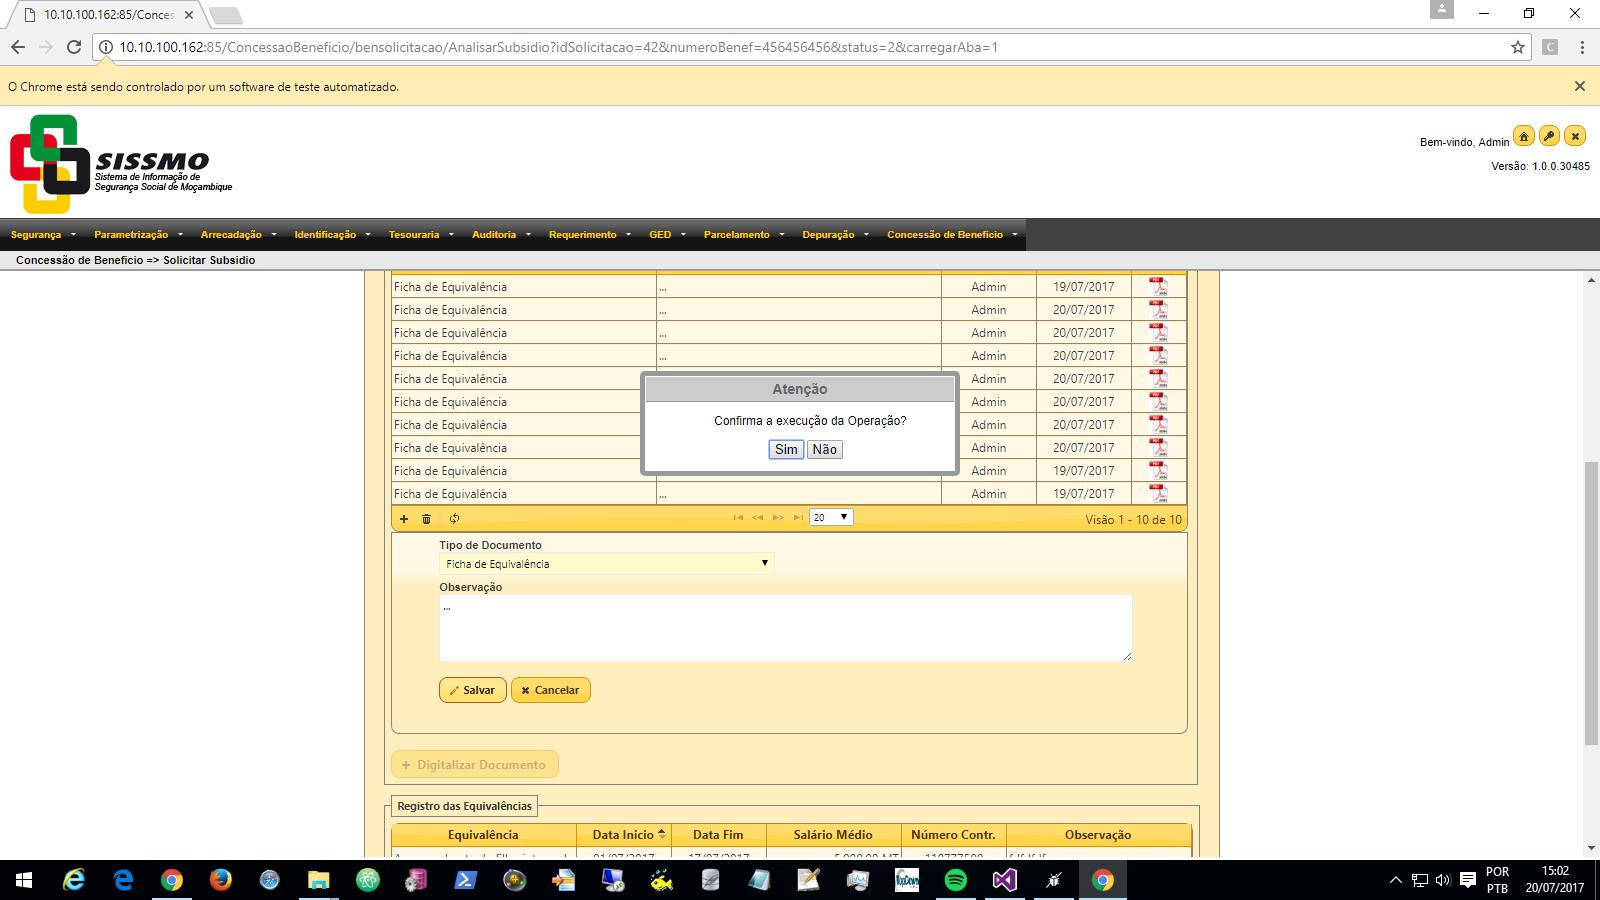 10.10.100.162:85/Conces
10.10.100.162:85/ConcessaoBeneficio/bensolicitacao/AnalisarSubsidio?idSolicitacao=42&numeroBenef=456456456&status=2&carregarAba=1
O Chrome está sendo controlado por um software de teste automatizado.
SISSMO
Sistema de Informação de
Segurança Social de Moçambique
Bem-vindo, Admin
Versão: 1.0.0.30485
Segurança Parametrização Arrecadação Identificação Tesouraria Auditoria Requerimento GED Parcelamento Depuração Concessão de Benefício
Concessão de Benefício => Solicitar Subsidio
Ficha de Equivalência ... Admin 19/07/2017
Ficha de Equivalência ... Admin 20/07/2017
Ficha de Equivalência ... Admin 20/07/2017
Ficha de Equivalência ... Admin 20/07/2017
Ficha de Equivalência Admin 20/07/2017
Ficha de Equivalência Admin 20/07/2017
Ficha de Equivalência Admin 20/07/2017
Ficha de Equivalência Admin 20/07/2017
Ficha de Equivalência Admin 19/07/2017
Ficha de Equivalência ... Admin 19/07/2017
Atenção
Confirma a execução da Operação?
Sim Não
20 Visão 1 - 10 de 10
Tipo de Documento
Ficha de Equivalência
Observação
...
Salvar Cancelar
+ Digitalizar Documento
Registro das Equivalências
Equivalência Data Inicio Data Fim Salário Médio Número Contr. Observação
POR
PTB
15:02
20/07/2017